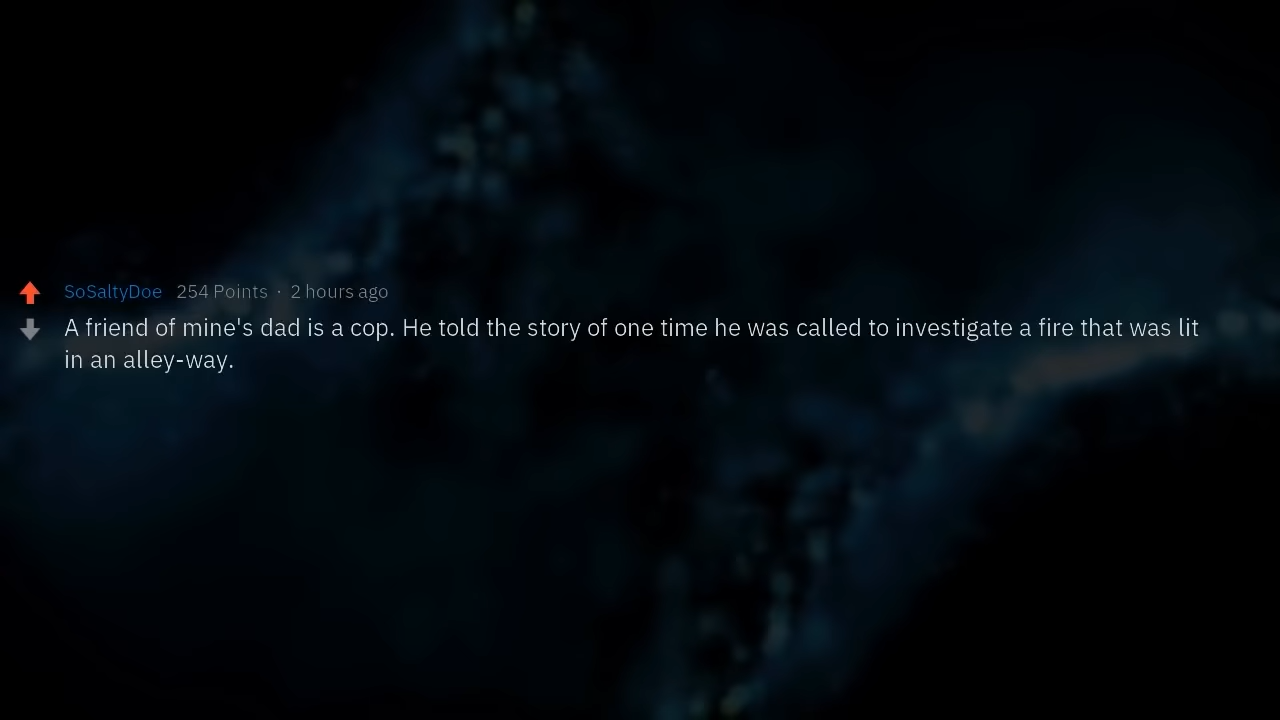 SoSaltyDoe 254 Points · 2 hours ago
A friend of mine's dad is a cop. He told the story of one time he was called to investigate a fire that was lit
in an alley-way.